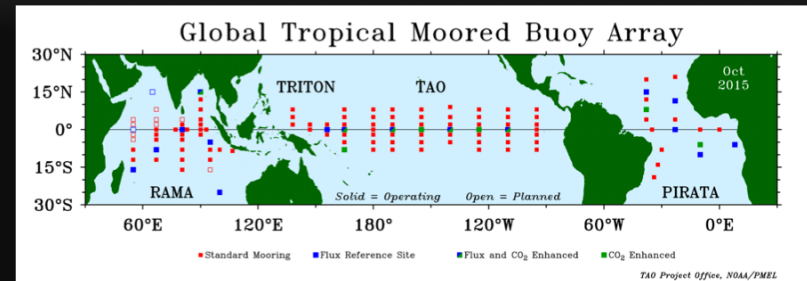 Global Tropical Moored Buoy Array
30°N
15°N
0°
15°S
30°S
TRITON
TAO
Oct
2015
RAMA
Solid = Operating
Open = Planned
PIRATA
60°E
120°E
180°
120°W
60°W
0°E
Standard Mooring
Flux Reference Site
Flux and CO₂ Enhanced
CO₂ Enhanced
TAO Project Office, NOAA/PMEL